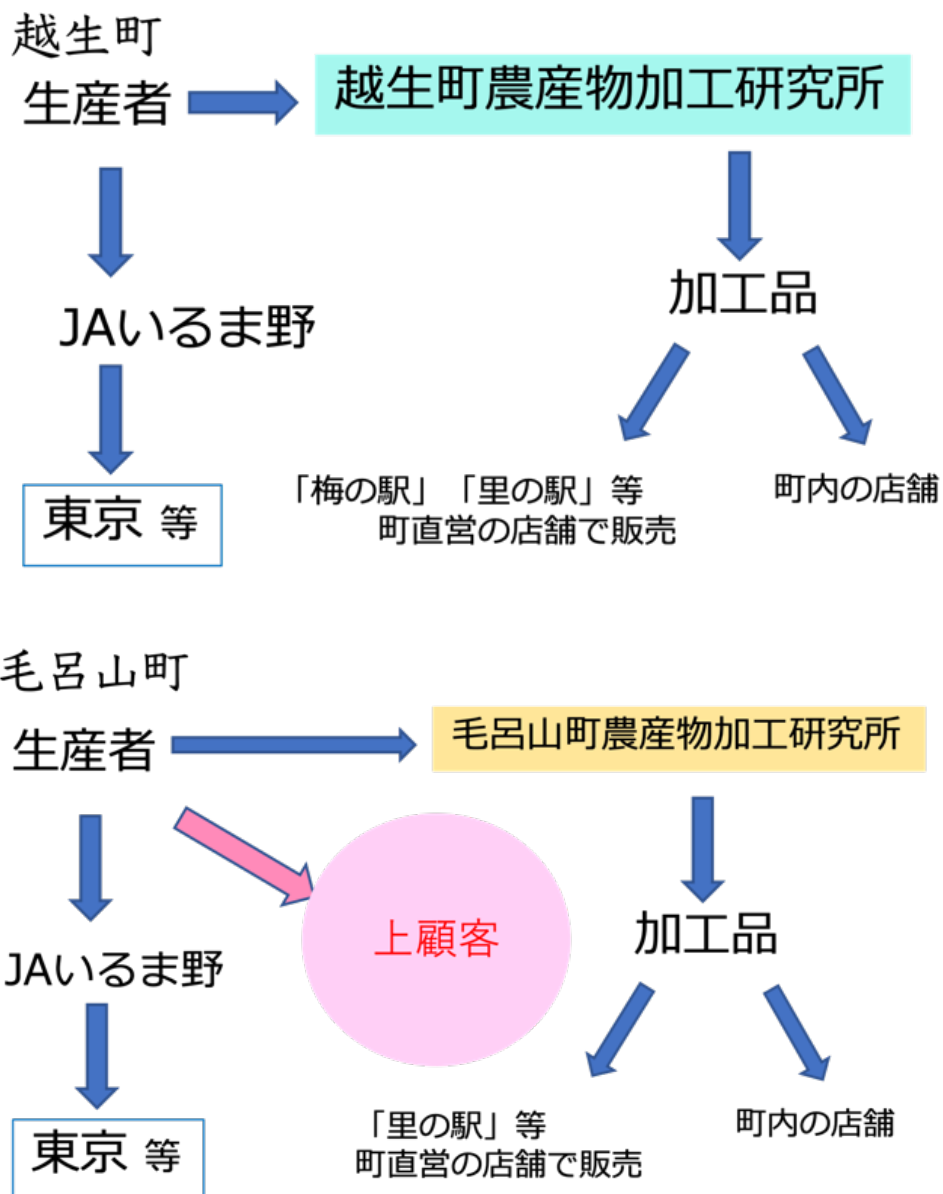 越生町
生産者
越生町農産物加工研究所
加工品
JAいるま野
「梅の駅」「里の駅」等
町直営の店舗で販売
町内の店舗
東京 等
毛呂山町
生産者
毛呂山町農産物加工研究所
上顧客
加工品
JAいるま野
「里の駅」等
町直営の店舗で販売
町内の店舗
東京 等